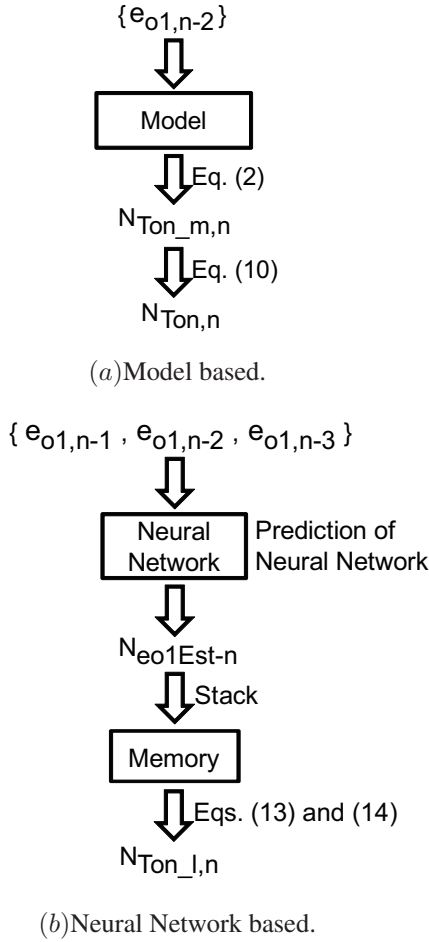 { e_{o1,n-2} }
Model
Eq. (2)
N_{Ton_m,n}
Eq. (10)
N_{Ton,n}
(a)Model based.
{ e_{o1,n-1} , e_{o1,n-2} , e_{o1,n-3} }
Neural
Network
Prediction of
Neural Network
N_{eo1Est-n}
Stack
Memory
Eqs. (13) and (14)
N_{Ton_l,n}
(b)Neural Network based.